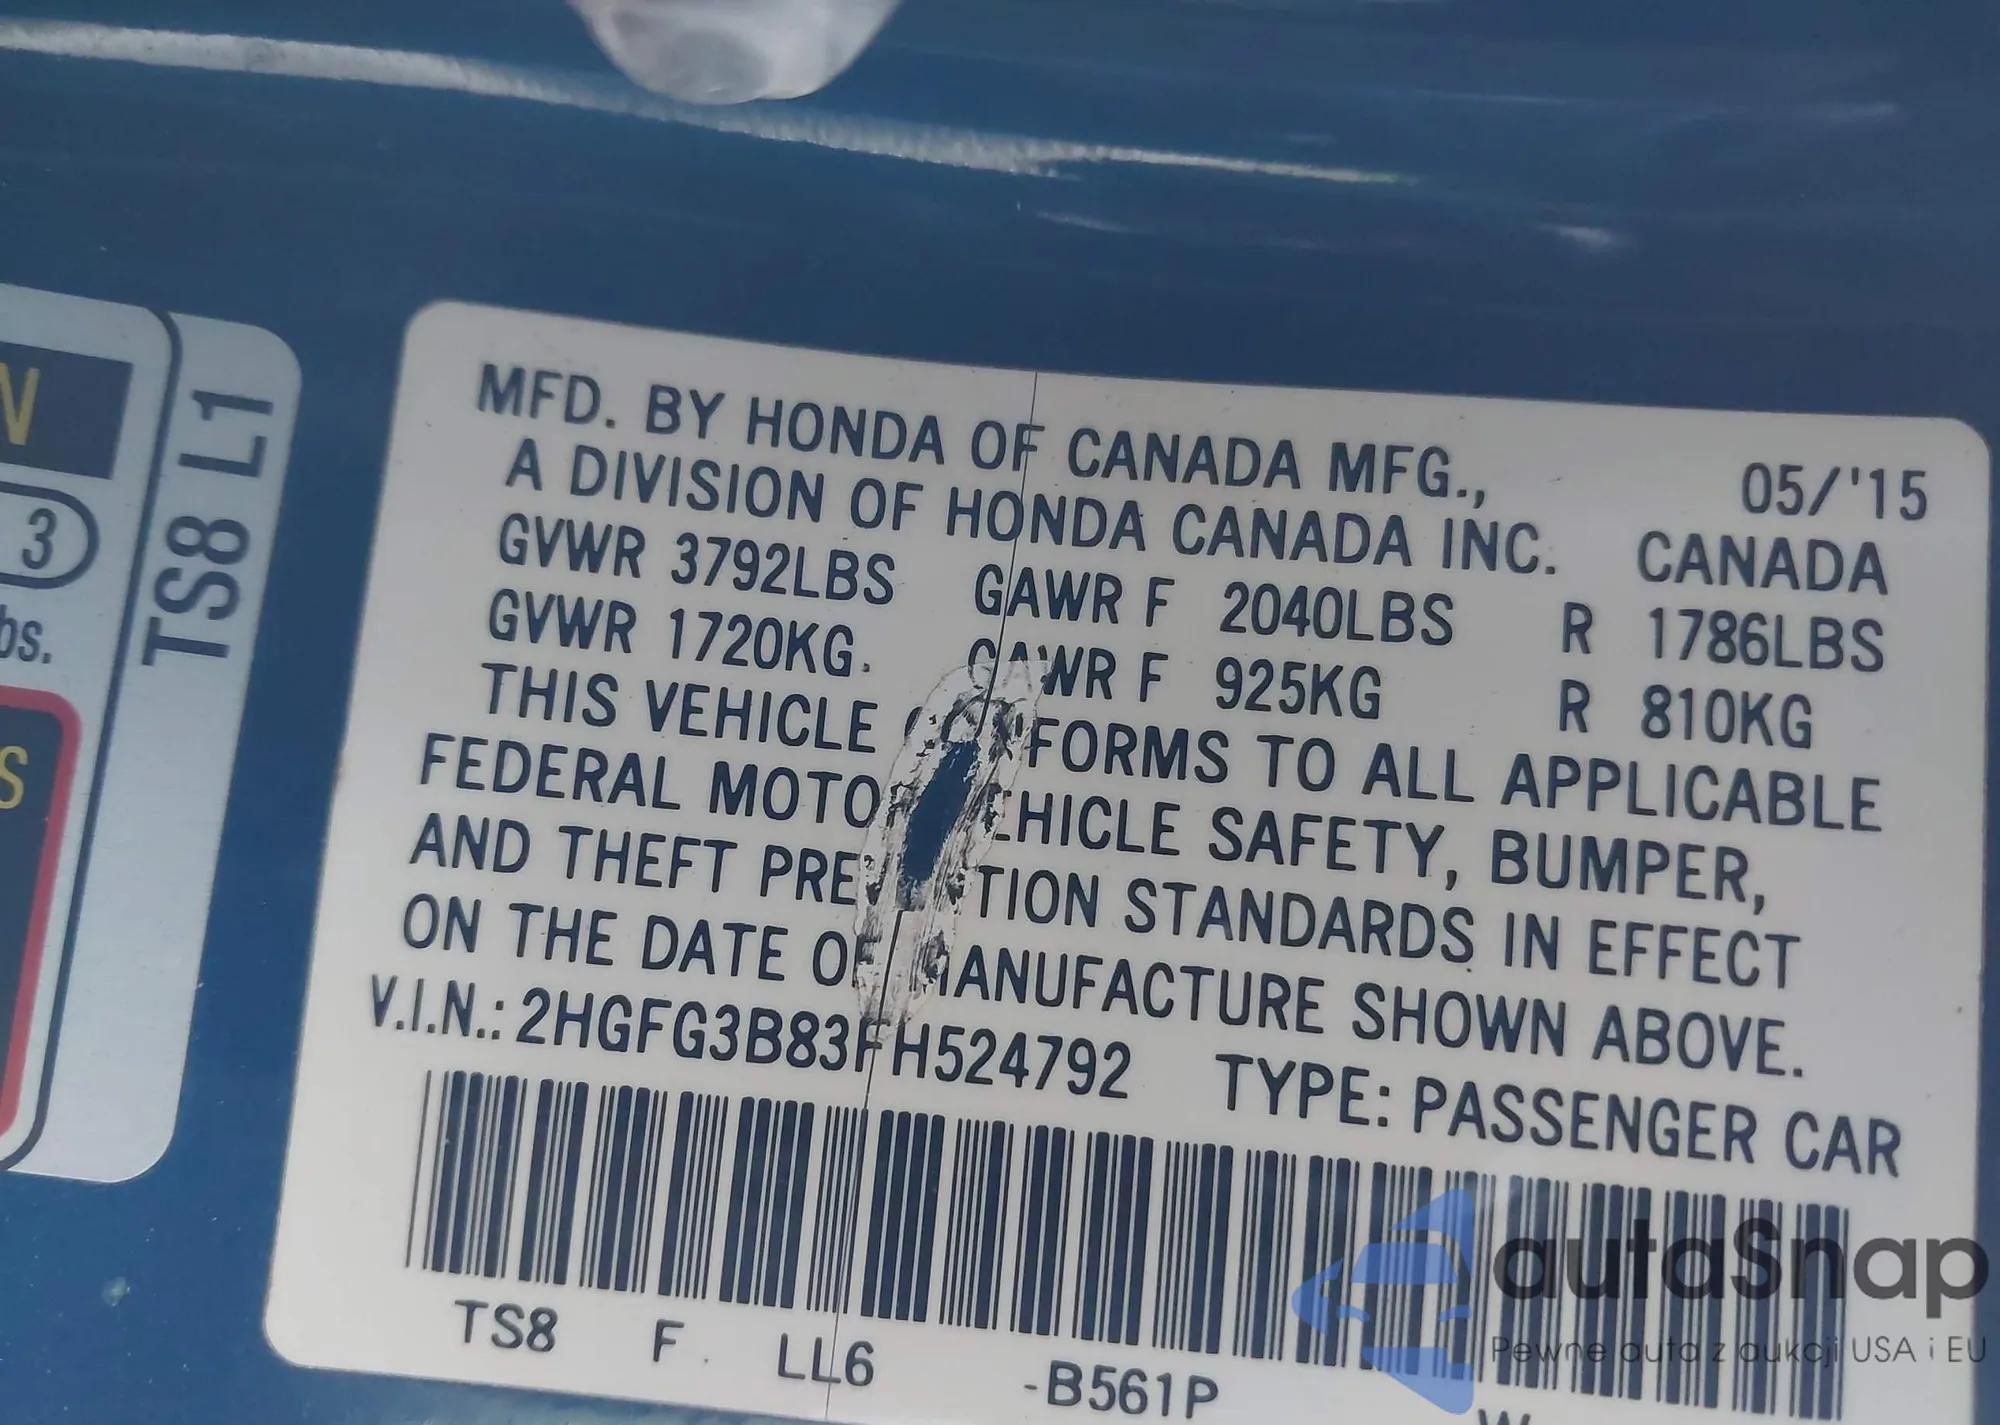 N
3
bs.
S
TS8 L1
MFD. BY HONDA OF CANADA MFG., 05/'15
A DIVISION OF HONDA CANADA INC. CANADA
GVWR 3792LBS GAWR F 2040LBS R 1786LBS
GVWR 1720KG. GAWR F 925KG R 810KG
THIS VEHICLE FORMS TO ALL APPLICABLE
FEDERAL MOTO EHICLE SAFETY, BUMPER,
AND THEFT PRE TION STANDARDS IN EFFECT
ON THE DATE OF MANUFACTURE SHOWN ABOVE.
V.I.N.: 2HGFG3B83FH524792 TYPE: PASSENGER CAR
TS8 F LL6 -B561P W
autaSnap
Pewne auta z aukcji USA i EU